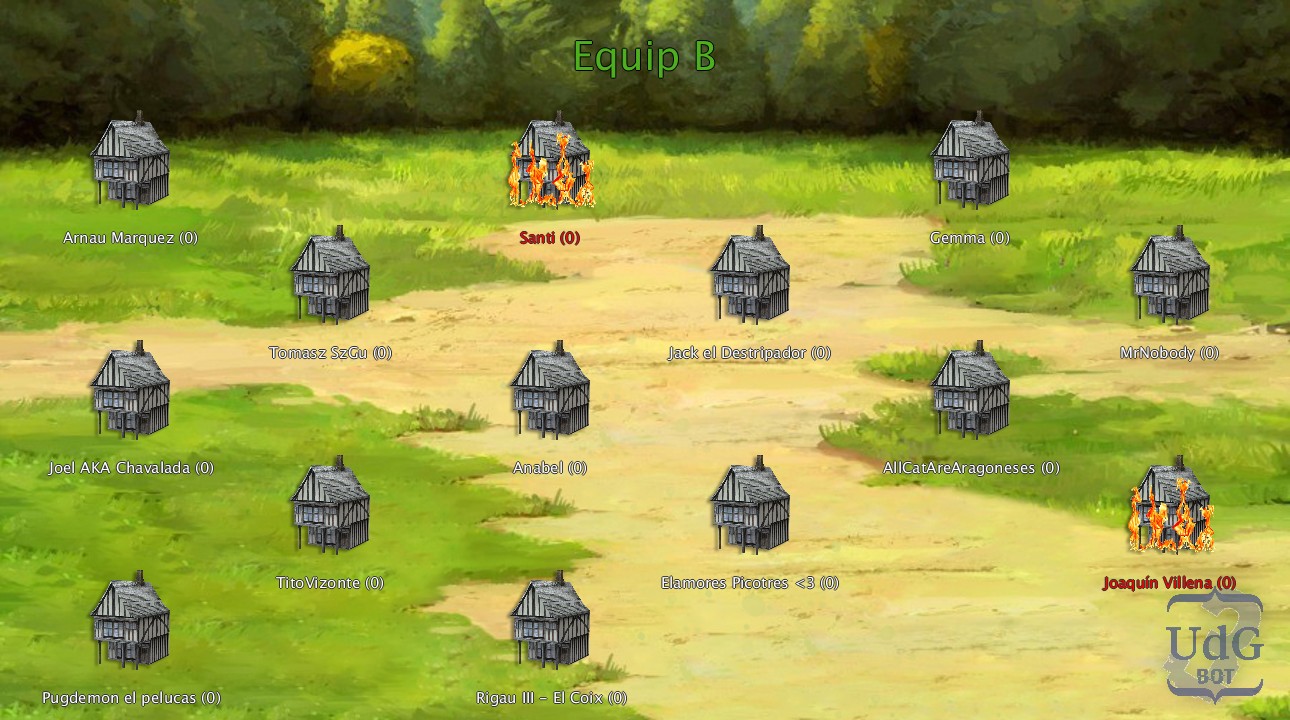 Equip B
Arnau Marquez (0)
Santi (0)
Gemma (0)
Tomasz SzGu (0)
Jack el Destripador (0)
MrNobody (0)
Joel AKA Chavalada (0)
Anabel (0)
AllCatAreAragoneses (0)
TitoVizonte (0)
Elamores Picotres <3 (0)
Joaquín Villena (0)
Pugdemon el pelucas (0)
Rigau III - El Coix (0)
UdG
BOT